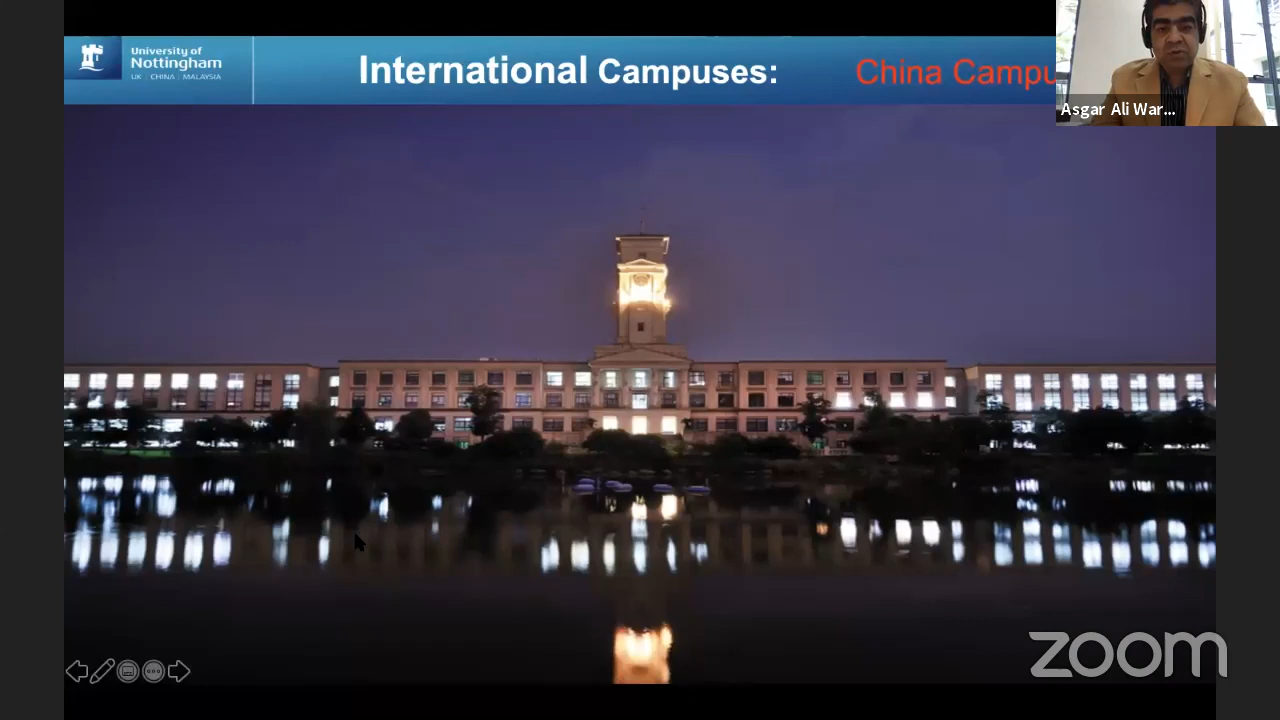 University of
Nottingham
UK | CHINA | MALAYSIA
International Campuses:
China Campu
Asgar Ali War...
zoom